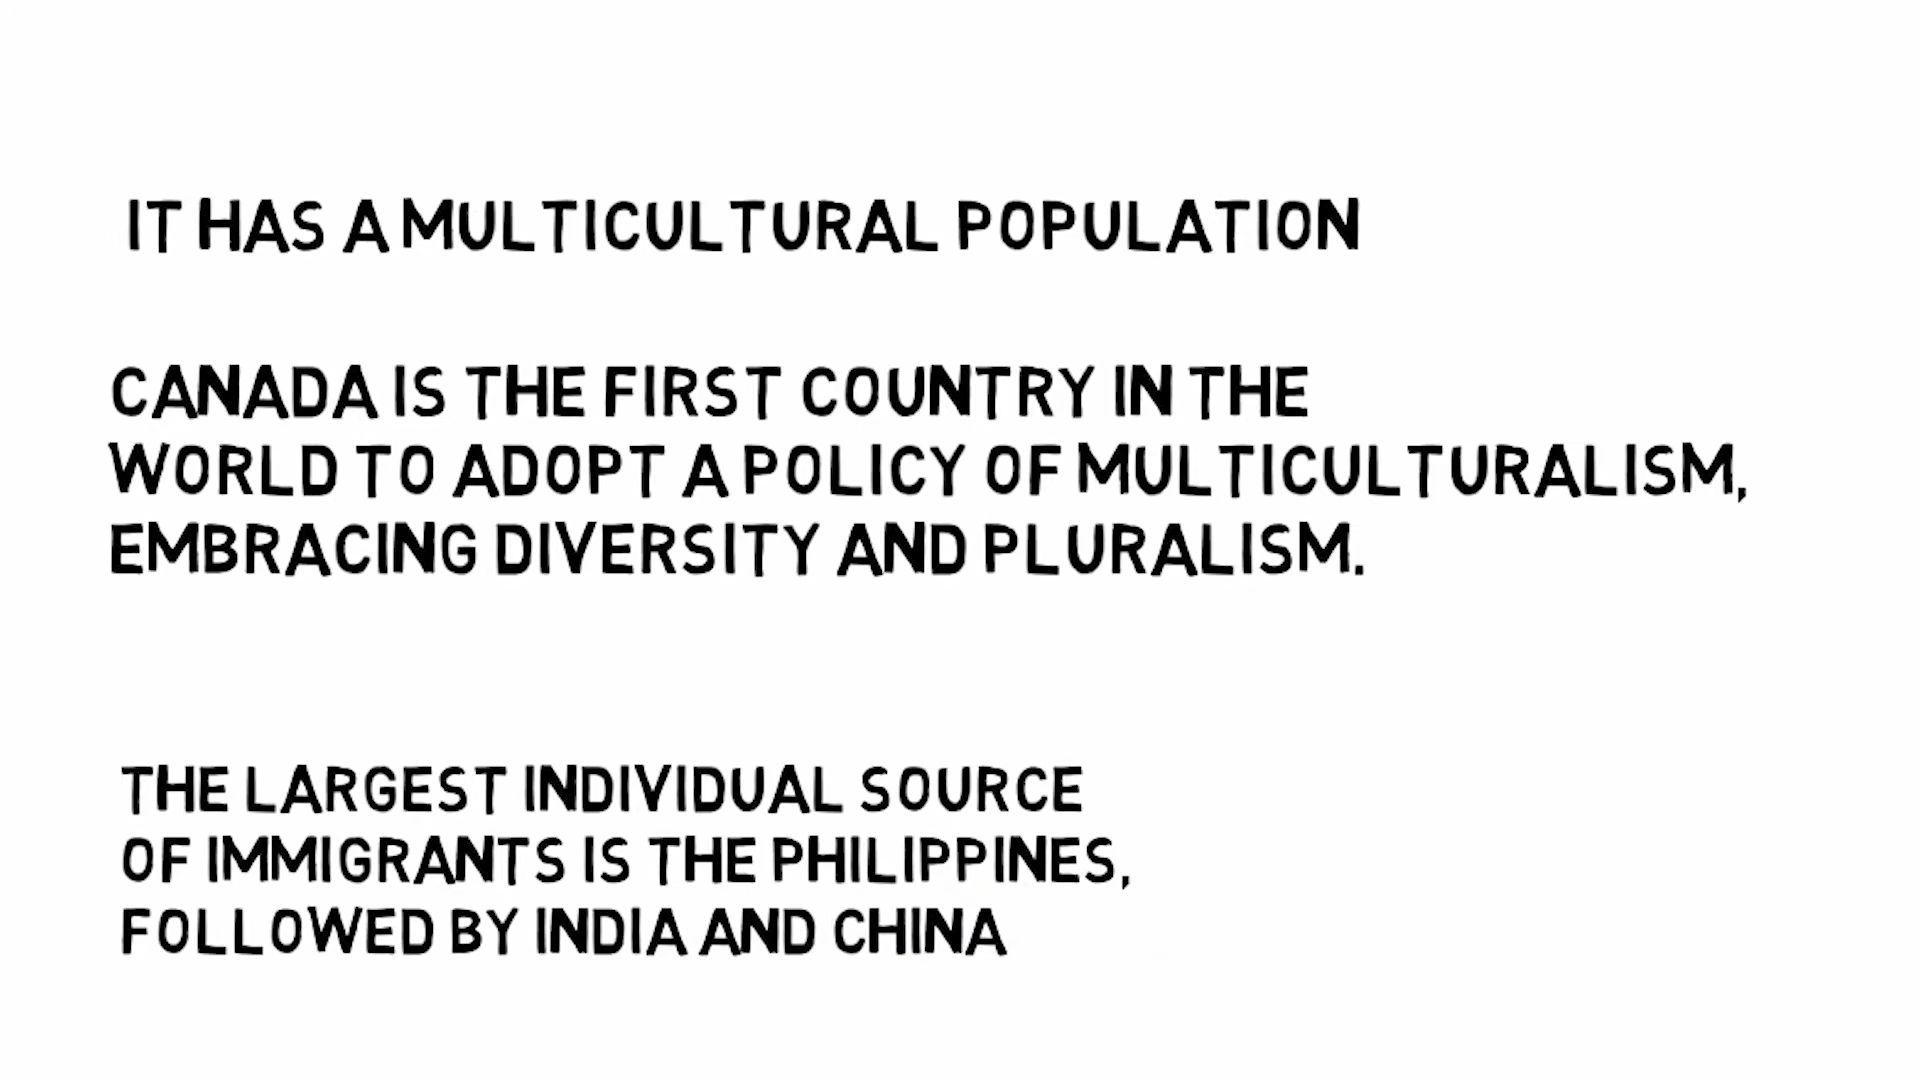 IT HAS A MULTICULTURAL POPULATION
CANADA IS THE FIRST COUNTRY IN THE
WORLD TO ADOPT A POLICY OF MULTICULTURALISM,
EMBRACING DIVERSITY AND PLURALISM.
THE LARGEST INDIVIDUAL SOURCE
OF IMMIGRANTS IS THE PHILIPPINES,
FOLLOWED BY INDIA AND CHINA